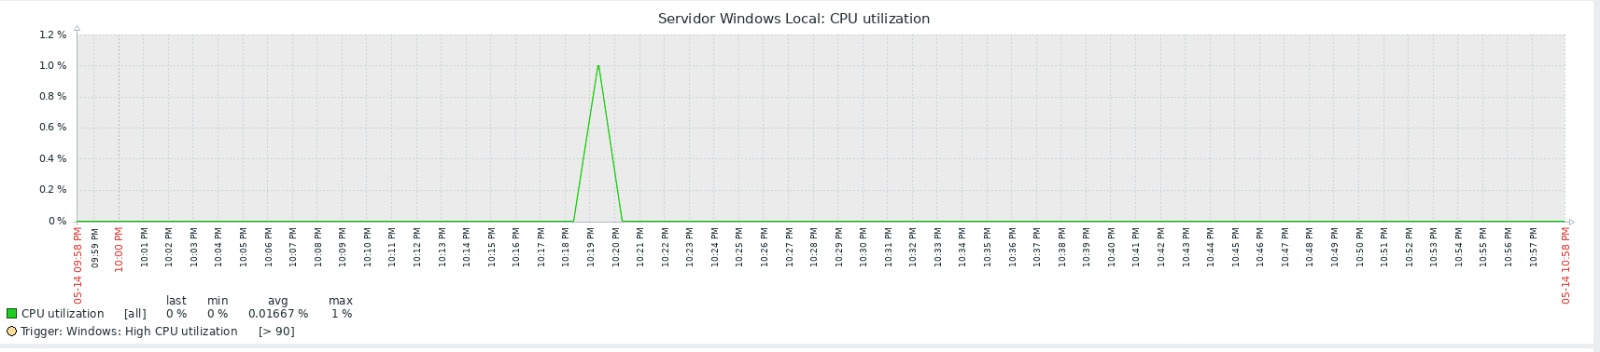 Servidor Windows Local: CPU utilization
1.2 %
1.0 %
0.8 %
0.6 %
0.4 %
0.2 %
0 %
05-14 09:58 PM
09:59 PM
10:00 PM
10:01 PM
10:02 PM
10:03 PM
10:04 PM
10:05 PM
10:06 PM
10:07 PM
10:08 PM
10:09 PM
10:10 PM
10:11 PM
10:12 PM
10:13 PM
10:14 PM
10:15 PM
10:16 PM
10:17 PM
10:18 PM
10:19 PM
10:20 PM
10:21 PM
10:22 PM
10:23 PM
10:24 PM
10:25 PM
10:26 PM
10:27 PM
10:28 PM
10:29 PM
10:30 PM
10:31 PM
10:32 PM
10:33 PM
10:34 PM
10:35 PM
10:36 PM
10:37 PM
10:38 PM
10:39 PM
10:40 PM
10:41 PM
10:42 PM
10:43 PM
10:44 PM
10:45 PM
10:46 PM
10:47 PM
10:48 PM
10:49 PM
10:50 PM
10:51 PM
10:52 PM
10:53 PM
10:54 PM
10:55 PM
10:56 PM
10:57 PM
05-14 10:58 PM
last min avg max
CPU utilization [all] 0 % 0 % 0.01667 % 1 %
Trigger: Windows: High CPU utilization [> 90]